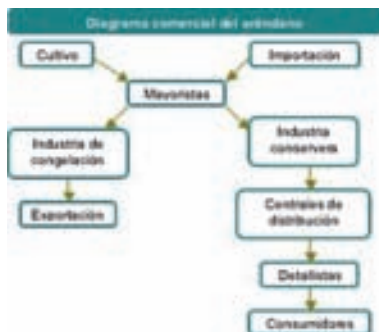 Diagrama comercial del arándano
Cultivo
Importación
Mayoristas
Industria de
congelación
Industria
conservera
Exportación
Centrales de
distribución
Detallistas
Consumidores